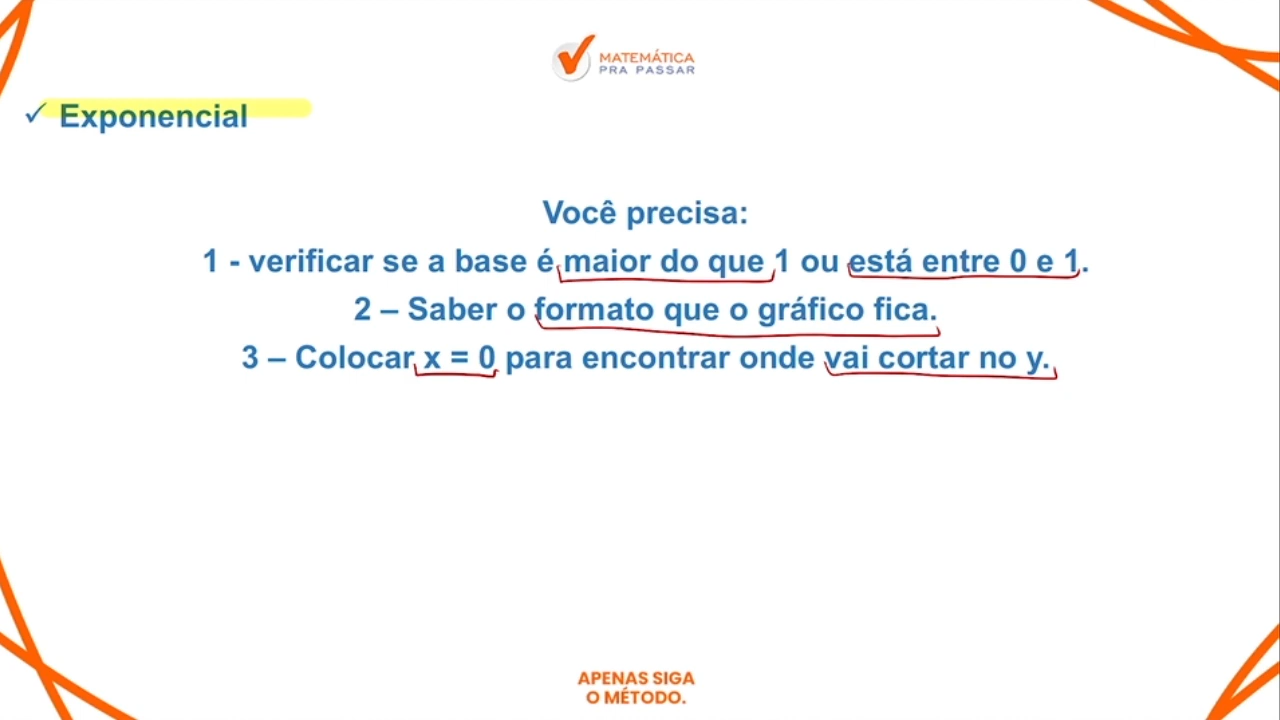 MATEMÁTICA
PRA PASSAR
✓ Exponencial
Você precisa:
1 - verificar se a base é maior do que 1 ou está entre 0 e 1.
2 – Saber o formato que o gráfico fica.
3 – Colocar x = 0 para encontrar onde vai cortar no y.
APENAS SIGA
O MÉTODO.